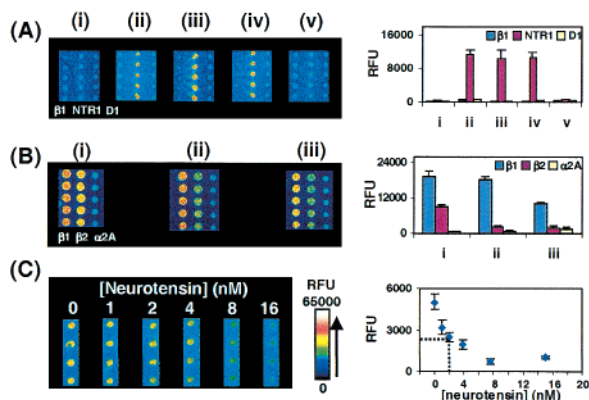 (A) (i) (ii) (iii) (iv) (v)
β1 NTR1 D1
β1 NTR1 D1
RFU
16000
8000
0
i ii iii iv v
(B) (i) (ii) (iii)
β1 β2 α2A
β1 β2 α2A
RFU
24000
12000
0
i ii iii
(C) [Neurotensin] (nM)
0 1 2 4 8 16
RFU
65000
0
RFU
6000
3000
0
0 4 8 12 16 20
[neurotensin] (nM)